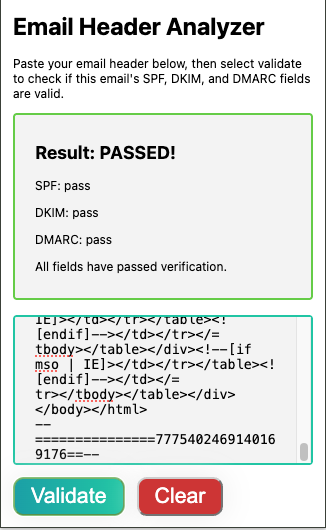 Email Header Analyzer
Paste your email header below, then select validate
to check if this email's SPF, DKIM, and DMARC fields
are valid.
Result: PASSED!
SPF: pass
DKIM: pass
DMARC: pass
All fields have passed verification.
IE]></td></tr></table><!
[endif]--></td></tr></=
tbody></table></div><!--[if
mso | IE]></td></tr></table><!
[endif]--></td></=
tr></tbody></table></div>
</body></html>
--
===============777540246914016
9176==--
Validate
Clear